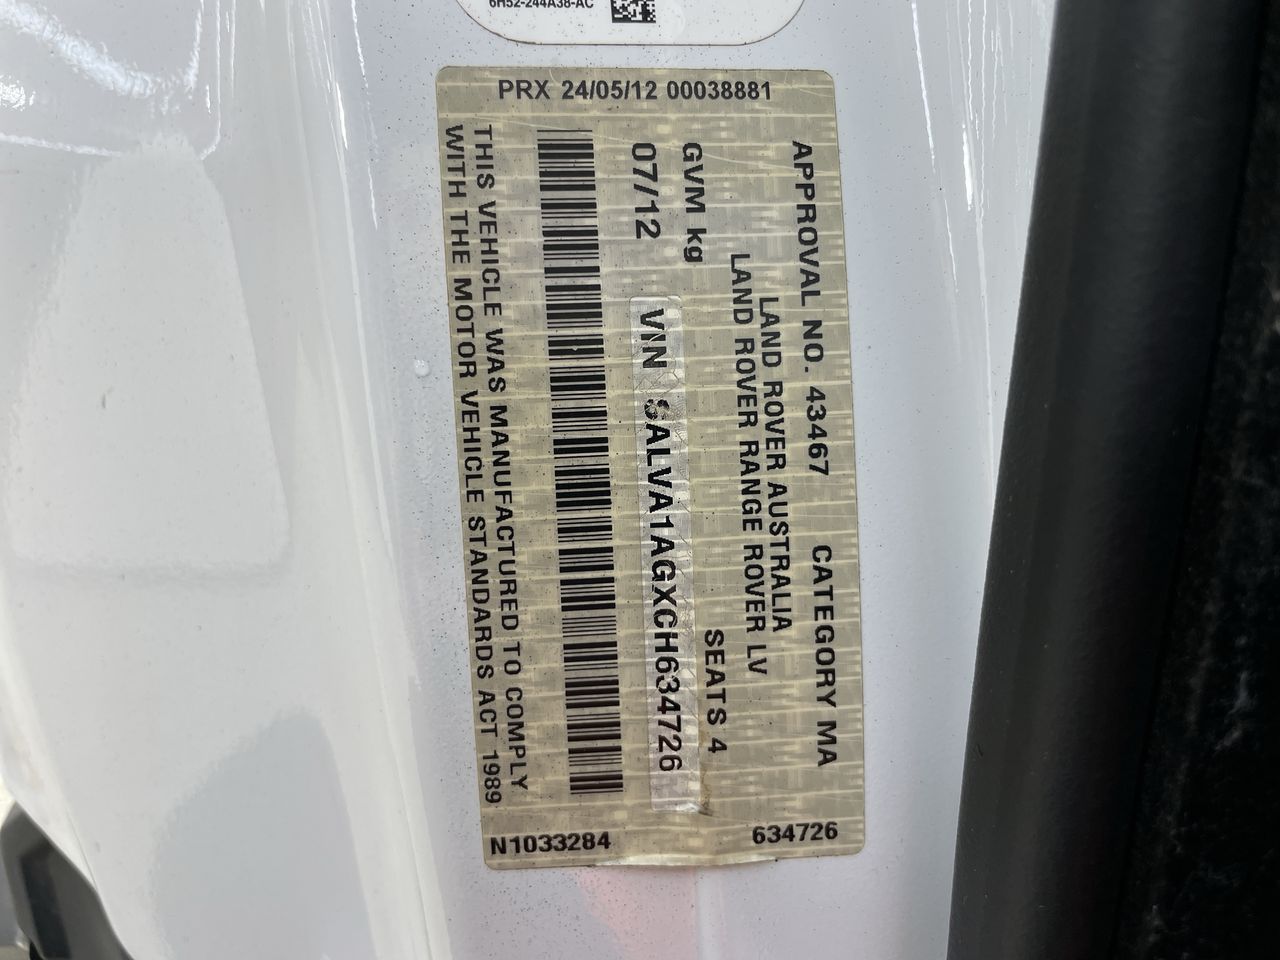 6H52-244A38-AC
PRX 24/05/12 00038881
APPROVAL NO. 43467 CATEGORY MA
LAND ROVER AUSTRALIA
LAND ROVER RANGE ROVER LV
GVM kg SEATS 4
07/12 VIN SALVA1AGXCH634726
THIS VEHICLE WAS MANUFACTURED TO COMPLY
WITH THE MOTOR VEHICLE STANDARDS ACT 1989
N1033284 634726